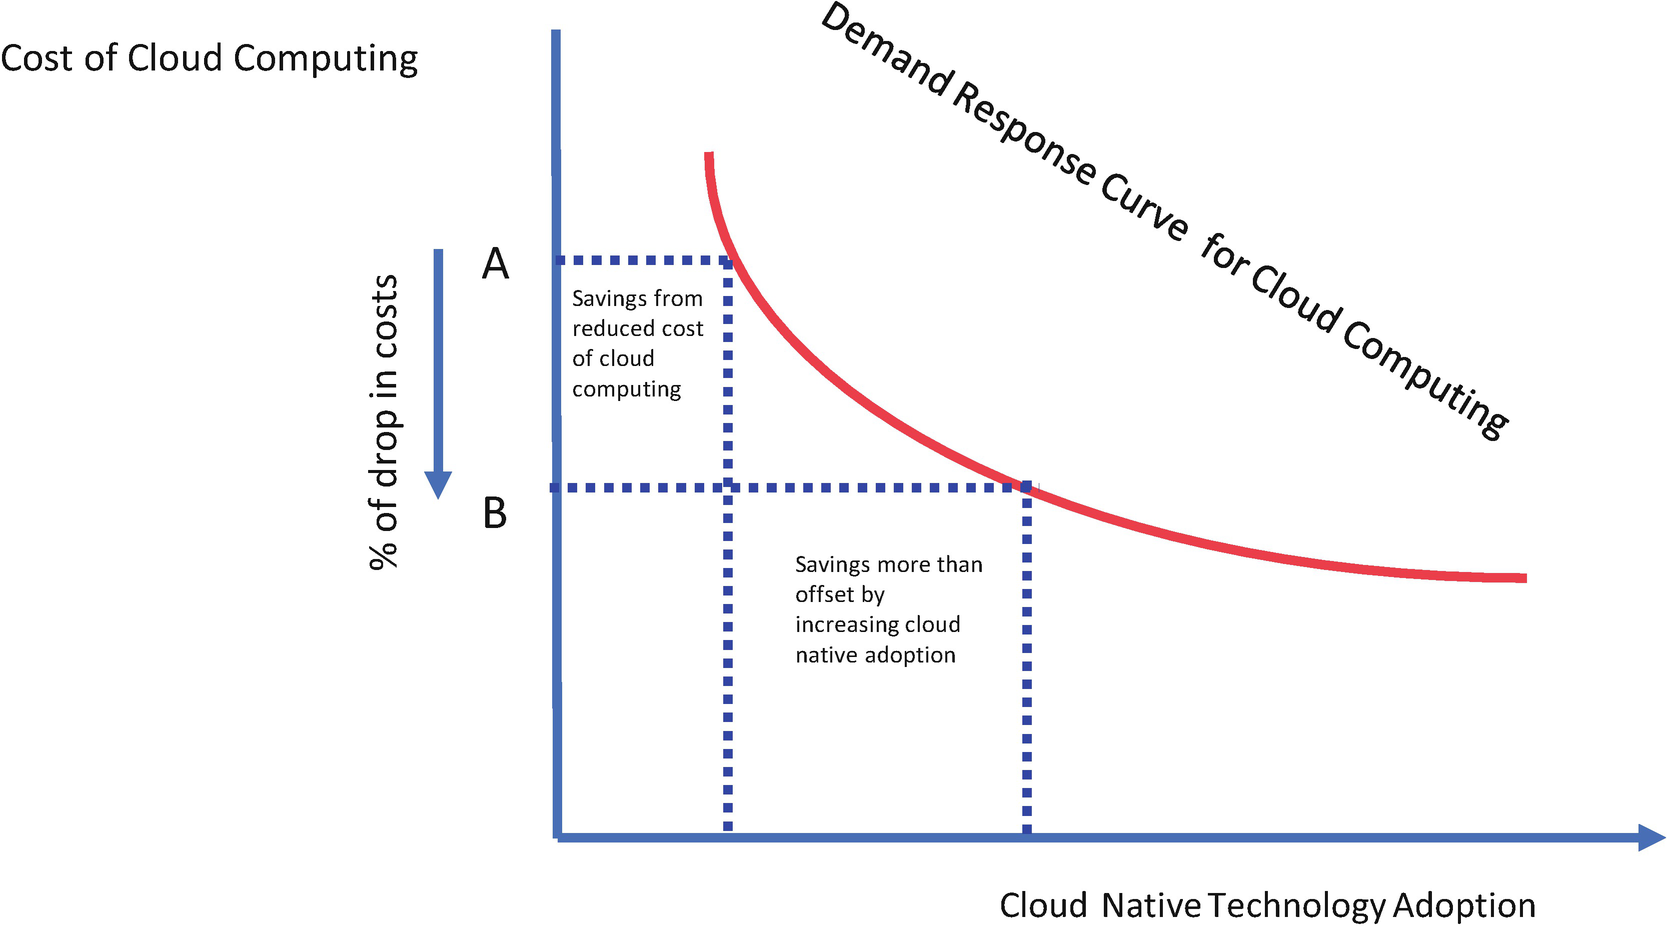 Cost of Cloud Computing
Demand Response Curve for Cloud Computing
% of drop in costs
A
Savings from
reduced cost
of cloud
computing
B
Savings more than
offset by
increasing cloud
native adoption
Cloud Native Technology Adoption